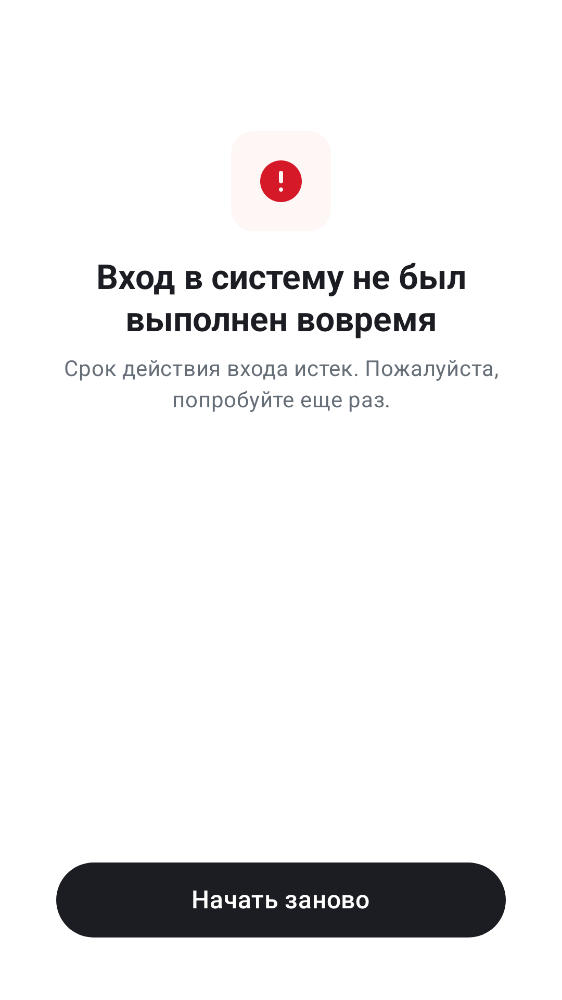 Вход в систему не был
выполнен вовремя
Срок действия входа истек. Пожалуйста,
попробуйте еще раз.
Начать заново